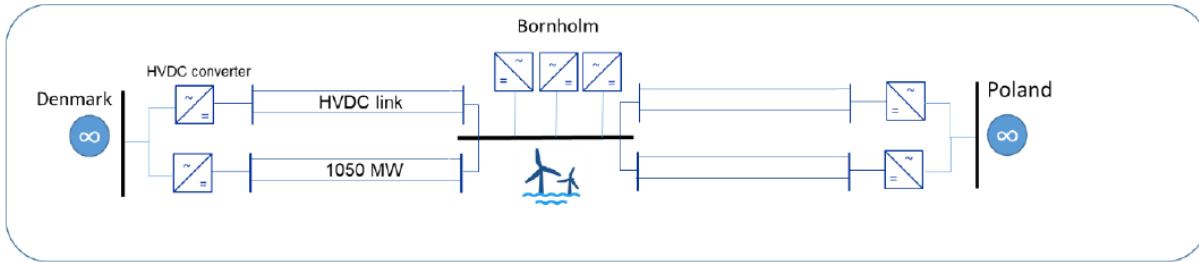 Bornholm
HVDC converter
Denmark
HVDC link
Poland
∞
∞
1050 MW
~
=
~
=
~
=
~
=
~
=
~
=
~
=